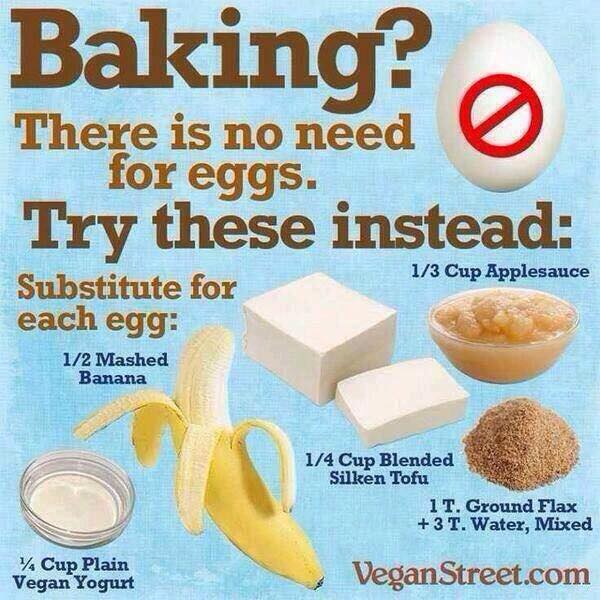 Baking?
There is no need
for eggs.
Try these instead:
Substitute for
each egg:
1/3 Cup Applesauce
1/2 Mashed
Banana
1/4 Cup Blended
Silken Tofu
1 T. Ground Flax
+ 3 T. Water, Mixed
¼ Cup Plain
Vegan Yogurt
VeganStreet.com